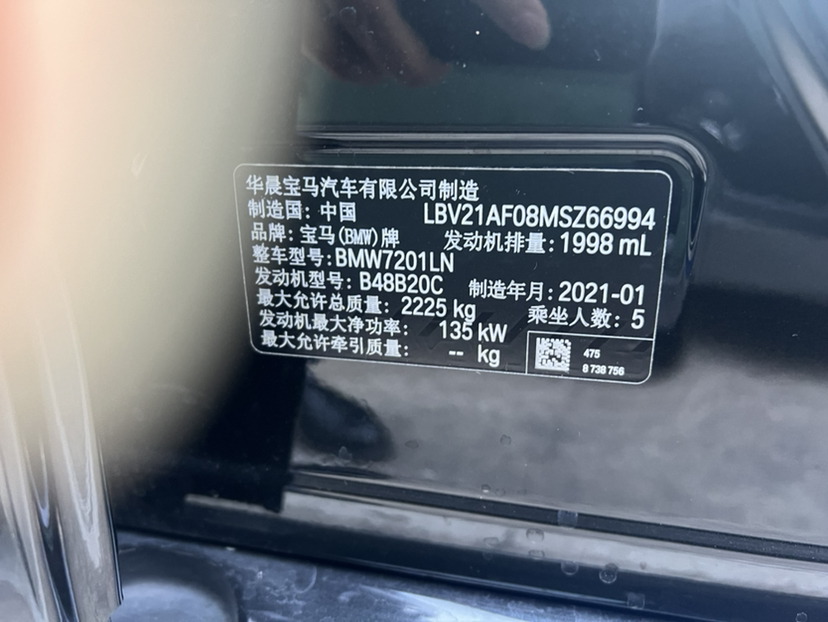 华晨宝马汽车有限公司制造
制造国: 中国 LBV21AF08MSZ66994
品牌: 宝马(BMW)牌 发动机排量: 1998 mL
整车型号: BMW7201LN
发动机型号: B48B20C 制造年月: 2021-01
最大允许总质量: 2225 kg 乘坐人数: 5
发动机最大净功率: 135 kW
最大允许牵引质量: -- kg
475
8 738 756